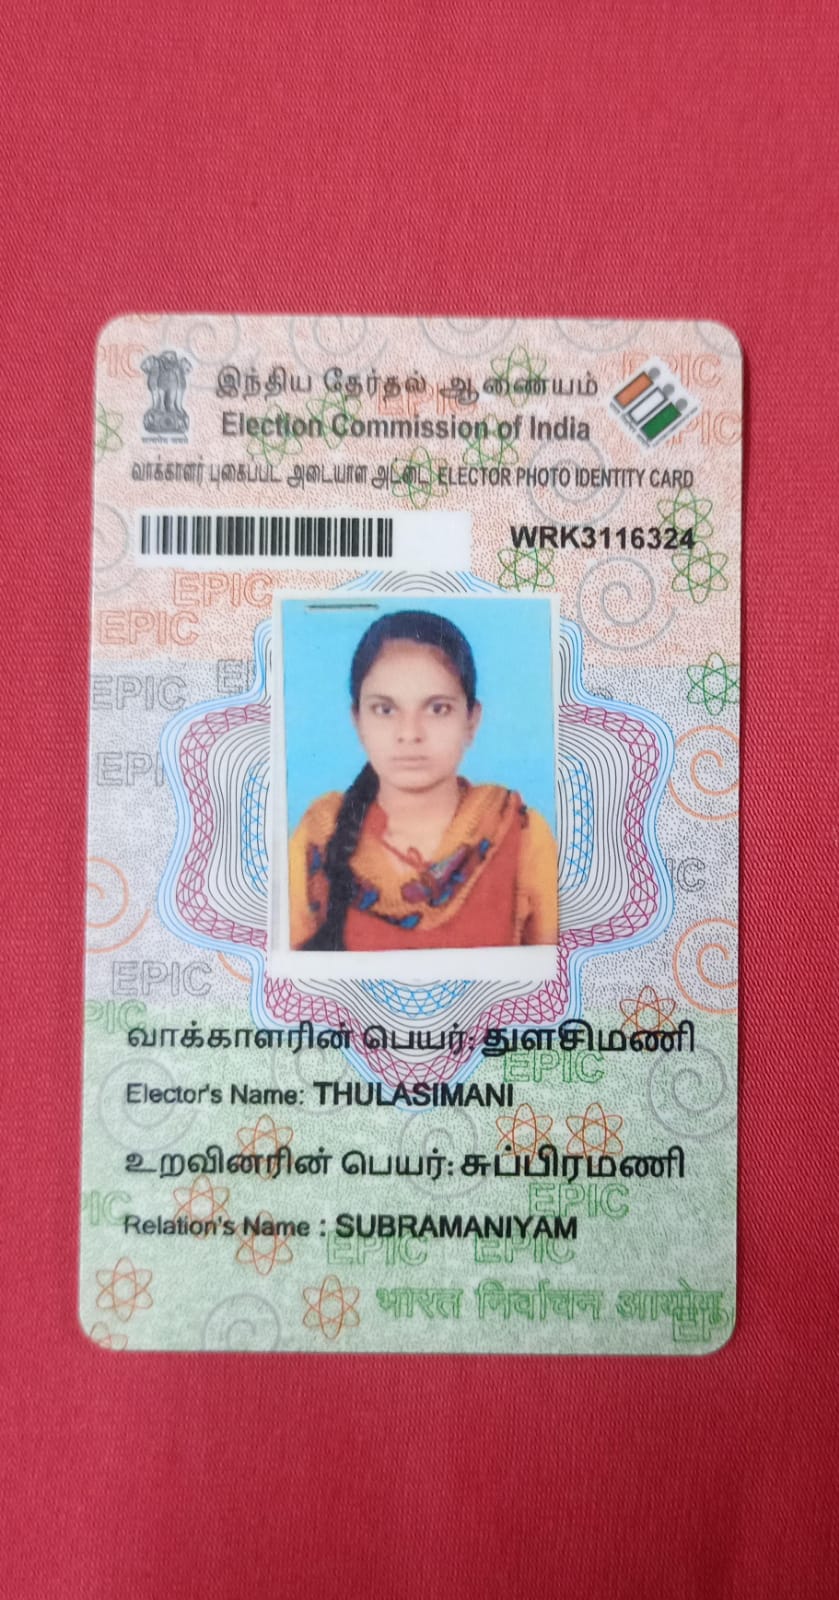 இந்திய தேர்தல் ஆணையம்
Election Commission of India
வாக்காளர் புகைப்பட அடையாள அட்டை ELECTOR PHOTO IDENTITY CARD
WRK3116324
வாக்காளரின் பெயர்: துளசிமணி
Elector's Name: THULASIMANI
உறவினரின் பெயர்: சுப்பிரமணி
Relation's Name : SUBRAMANIYAM
भारत निर्वाचन आयोग